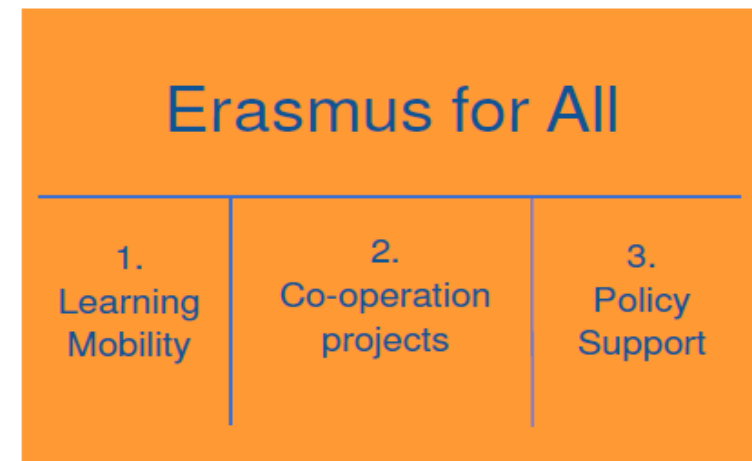 Erasmus for All
1.
Learning
Mobility
2.
Co-operation
projects
3.
Policy
Support